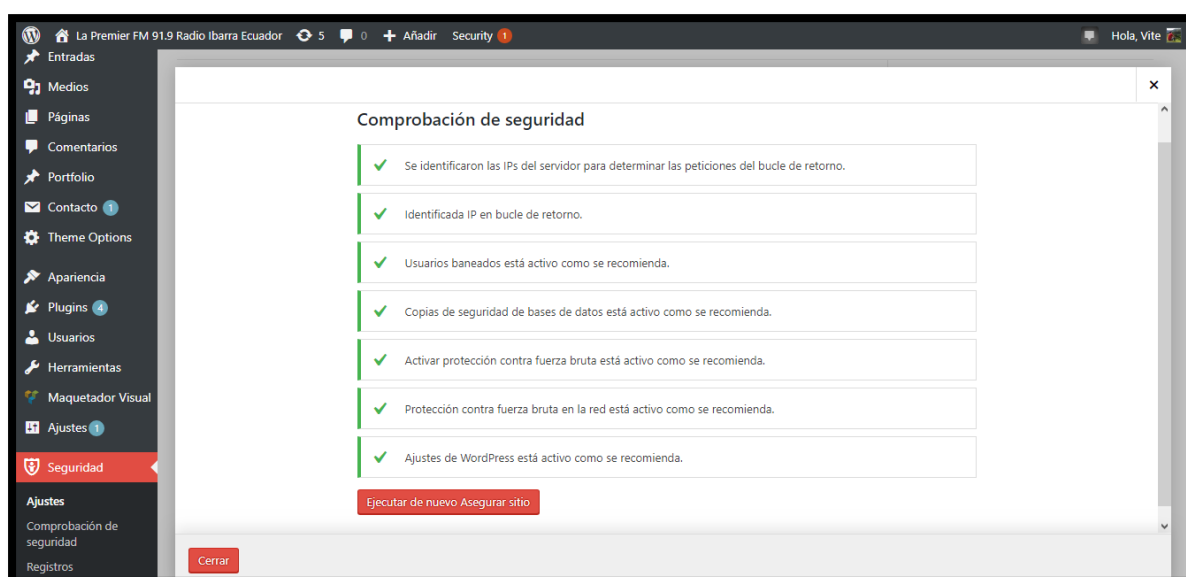 La Premier FM 91.9 Radio Ibarra Ecuador 5 0 Añadir Security 1 Hola, Vite
Entradas
Medios
Páginas
Comentarios
Portfolio
Contacto 1
Theme Options
Apariencia
Plugins 4
Usuarios
Herramientas
Maquetador Visual
Ajustes 1
Seguridad
Ajustes
Comprobación de
seguridad
Registros
Comprobación de seguridad
Se identificaron las IPs del servidor para determinar las peticiones del bucle de retorno.
Identificada IP en bucle de retorno.
Usuarios baneados está activo como se recomienda.
Copias de seguridad de bases de datos está activo como se recomienda.
Activar protección contra fuerza bruta está activo como se recomienda.
Protección contra fuerza bruta en la red está activo como se recomienda.
Ajustes de WordPress está activo como se recomienda.
Ejecutar de nuevo Asegurar sitio
Cerrar